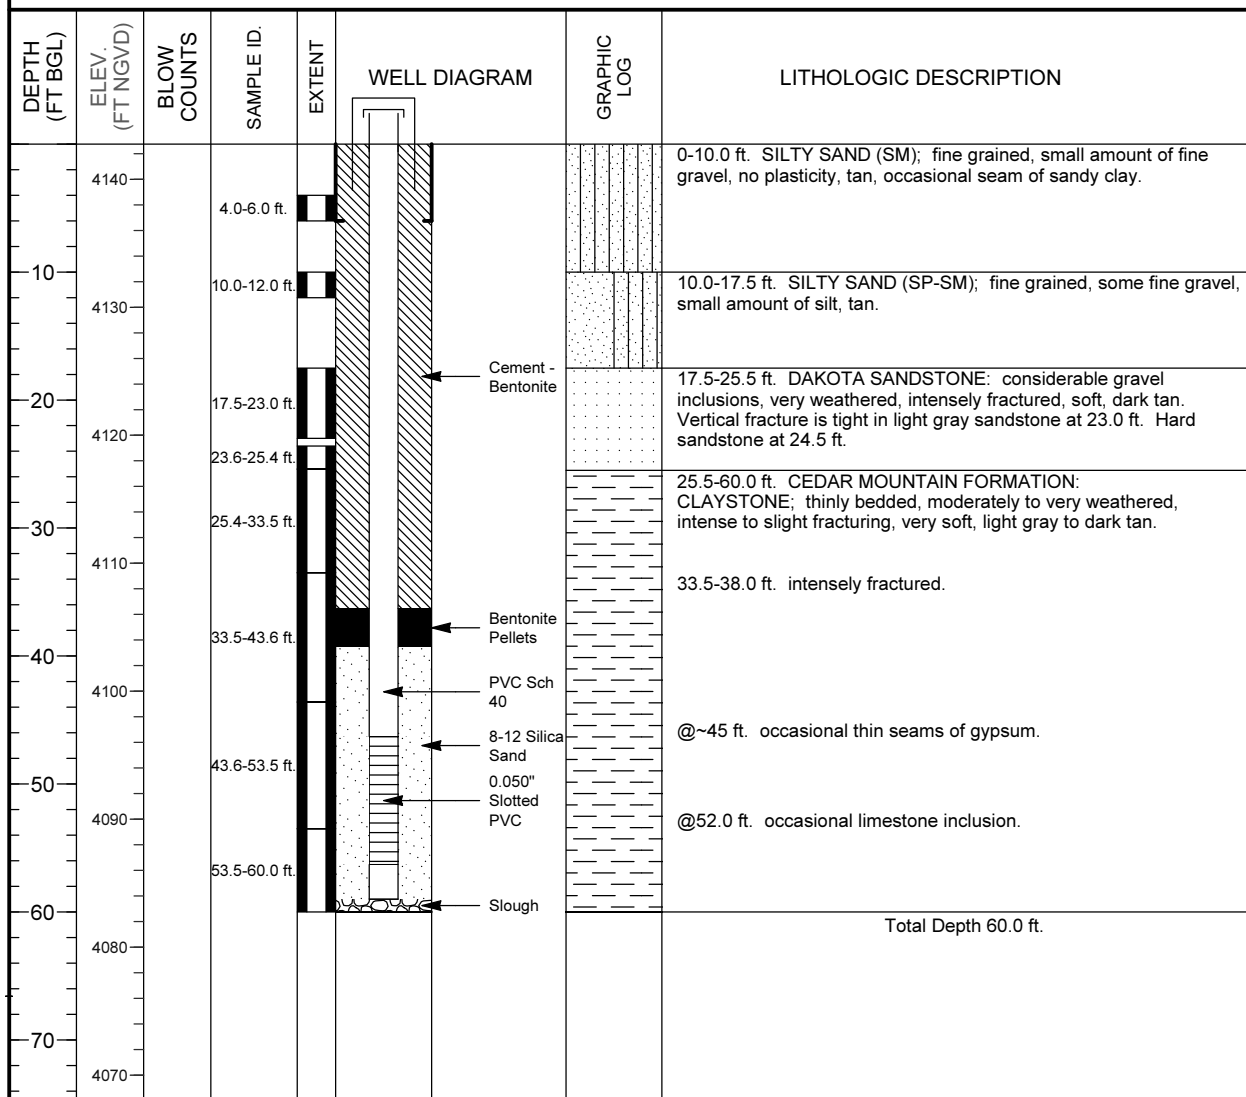 DEPTH
(FT BGL)
ELEV.
(FT NGVD)
BLOW
COUNTS
SAMPLE ID.
EXTENT
WELL DIAGRAM
GRAPHIC
LOG
LITHOLOGIC DESCRIPTION
0-10.0 ft. SILTY SAND (SM); fine grained, small amount of fine
gravel, no plasticity, tan, occasional seam of sandy clay.
4140
4.0-6.0 ft.
10
10.0-12.0 ft.
10.0-17.5 ft. SILTY SAND (SP-SM); fine grained, some fine gravel,
small amount of silt, tan.
4130
Cement -
Bentonite
17.5-25.5 ft. DAKOTA SANDSTONE: considerable gravel
inclusions, very weathered, intensely fractured, soft, dark tan.
Vertical fracture is tight in light gray sandstone at 23.0 ft. Hard
sandstone at 24.5 ft.
20
17.5-23.0 ft.
4120
23.6-25.4 ft.
25.5-60.0 ft. CEDAR MOUNTAIN FORMATION:
CLAYSTONE; thinly bedded, moderately to very weathered,
intense to slight fracturing, very soft, light gray to dark tan.
25.4-33.5 ft.
30
4110
33.5-38.0 ft. intensely fractured.
Bentonite
Pellets
33.5-43.6 ft.
40
4100
PVC Sch
40
@~45 ft. occasional thin seams of gypsum.
8-12 Silica
Sand
43.6-53.5 ft.
50
0.050"
Slotted
PVC
4090
@52.0 ft. occasional limestone inclusion.
53.5-60.0 ft.
Slough
60
Total Depth 60.0 ft.
4080
70
4070